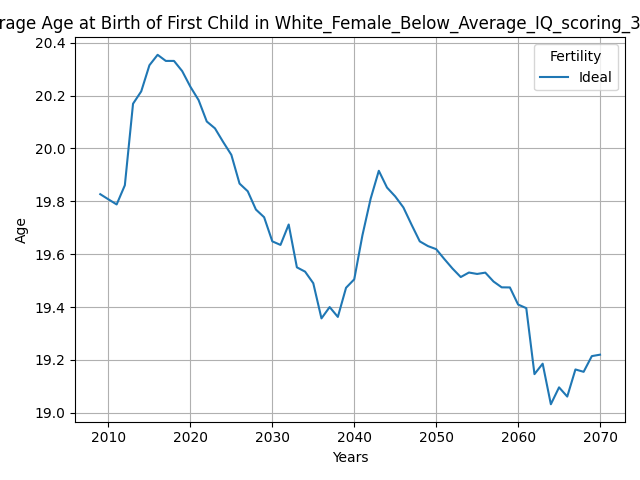 rage Age at Birth of First Child in White_Female_Below_Average_IQ_scoring_3
20.4
20.2
20.0
19.8
19.6
19.4
19.2
19.0
Age
Fertility
Ideal
2010 2020 2030 2040 2050 2060 2070
Years